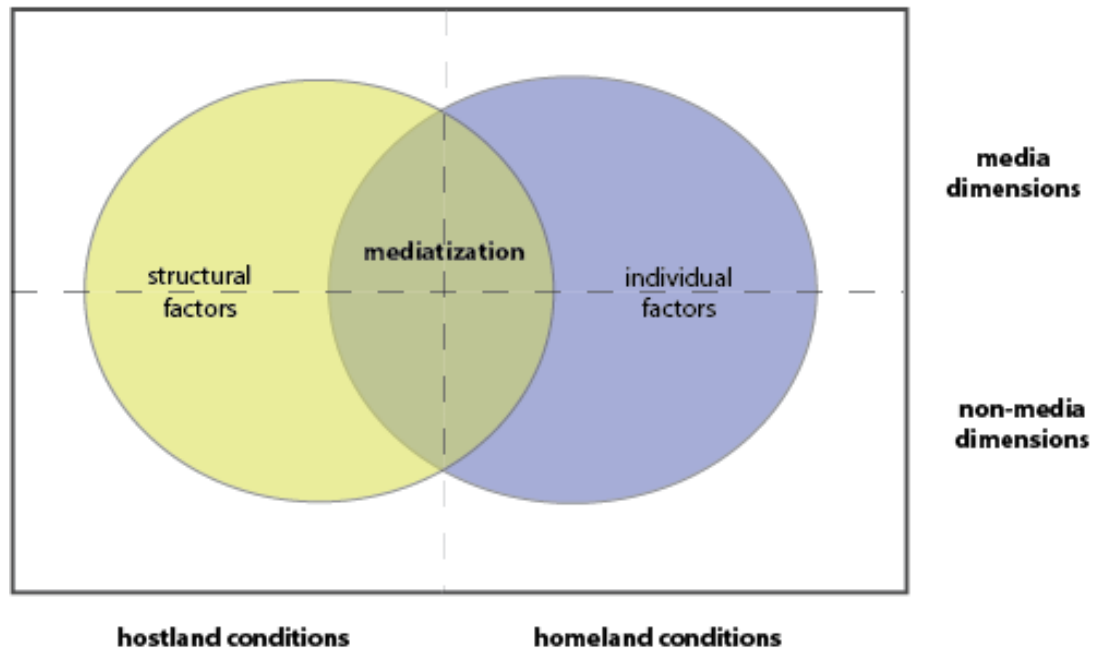 media
dimensions
mediatization
structural
factors
individual
factors
non-media
dimensions
hostland conditions
homeland conditions